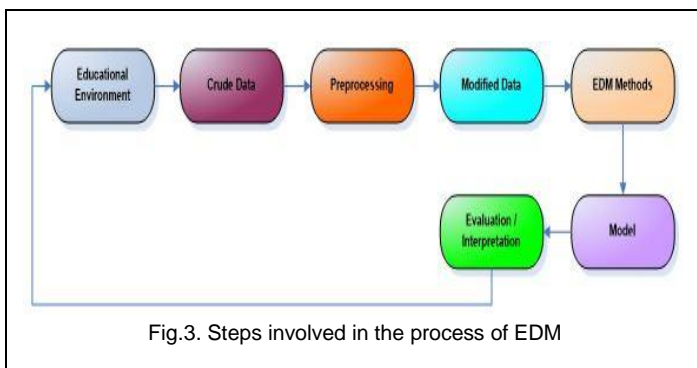 Educational
Environment
Crude Data
Preprocessing
Modified Data
EDM Methods
Model
Evaluation /
Interpretation
Fig.3. Steps involved in the process of EDM